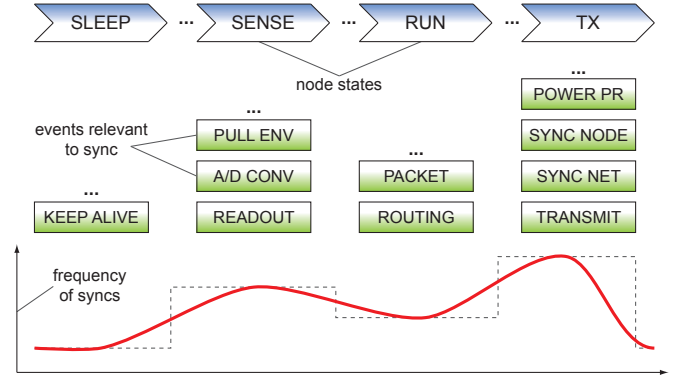 SLEEP ... SENSE ... RUN ... TX
node states
...
POWER PR
events relevant
to sync
...
PULL ENV
SYNC NODE
...
A/D CONV
PACKET
SYNC NET
...
KEEP ALIVE
READOUT
ROUTING
TRANSMIT
frequency
of syncs